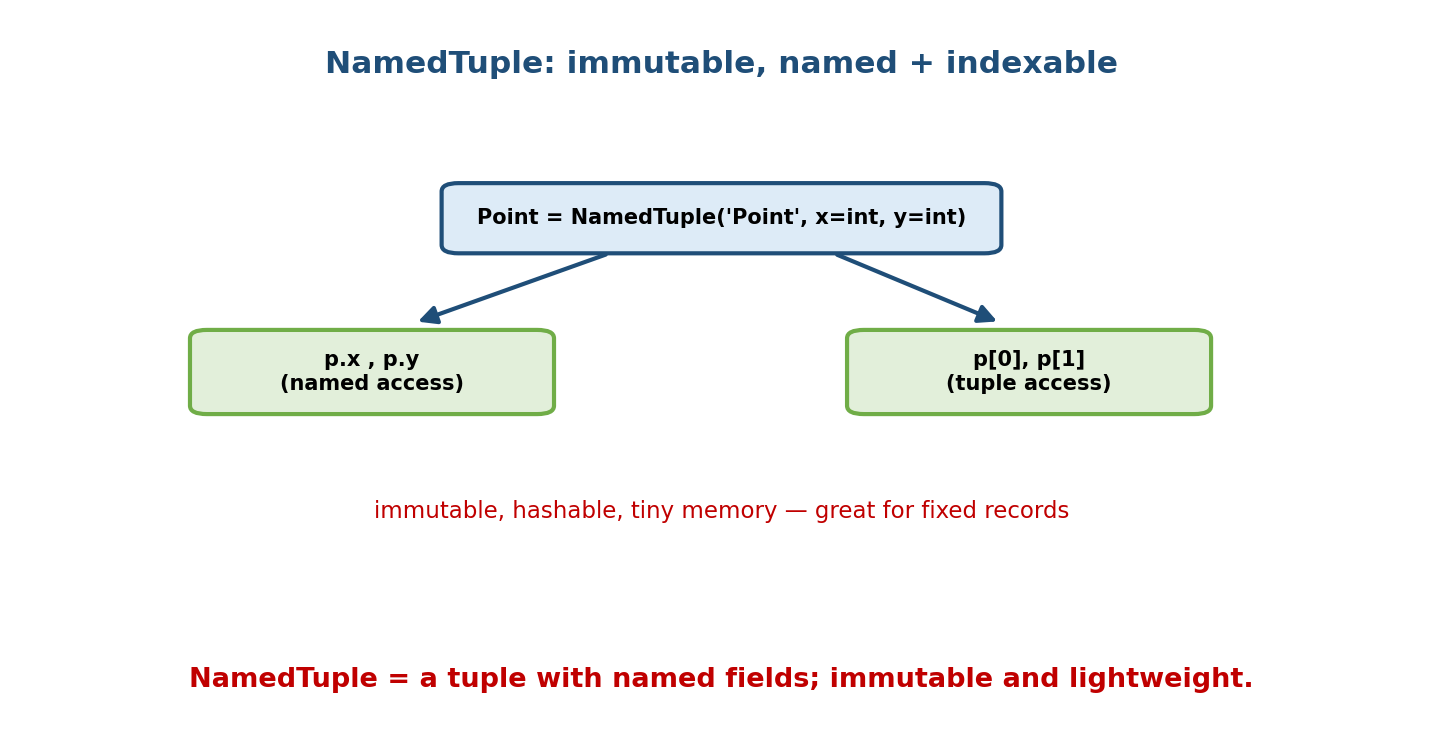 NamedTuple: immutable, named + indexable
Point = NamedTuple('Point', x=int, y=int)
p.x , p.y
(named access)
p[0], p[1]
(tuple access)
immutable, hashable, tiny memory — great for fixed records
NamedTuple = a tuple with named fields; immutable and lightweight.